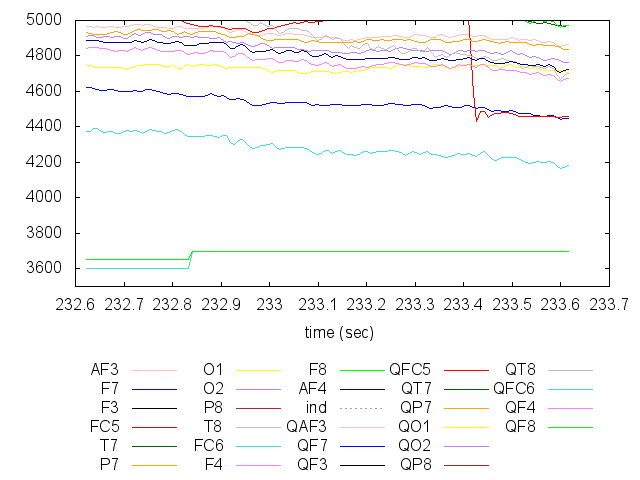 5000
4800
4600
4400
4200
4000
3800
3600
232.6 232.7 232.8 232.9 233 233.1 233.2 233.3 233.4 233.5 233.6 233.7
time (sec)
AF3 O1 F8 QFC5 QT8
F7 O2 AF4 QT7 QFC6
F3 P8 ind QP7 QF4
FC5 T8 QAF3 QO1 QF8
T7 FC6 QF7 QO2
P7 F4 QF3 QP8